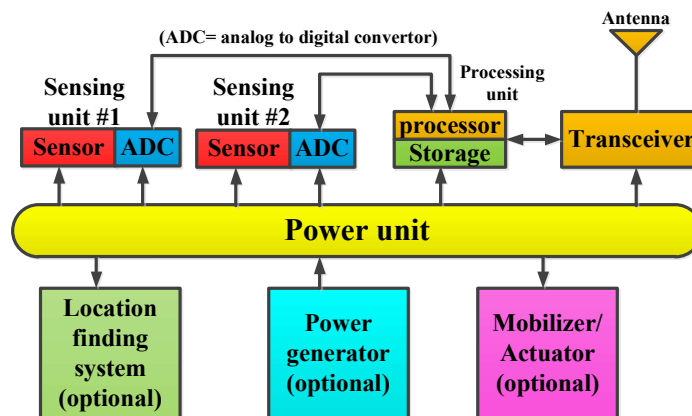 Antenna
(ADC= analog to digital convertor)
Sensing
unit #1
Sensing
unit #2
Processing
unit
Sensor
ADC
Sensor
ADC
processor
Storage
Transceiver
Power unit
Location
finding
system
(optional)
Power
generator
(optional)
Mobilizer/
Actuator
(optional)